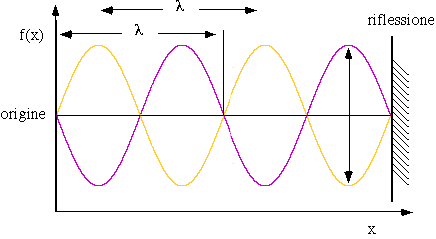 λ
riflessione
f(x)
λ
origine
x